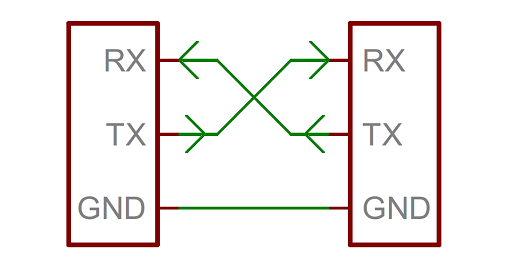 RX RX
TX TX
GND GND